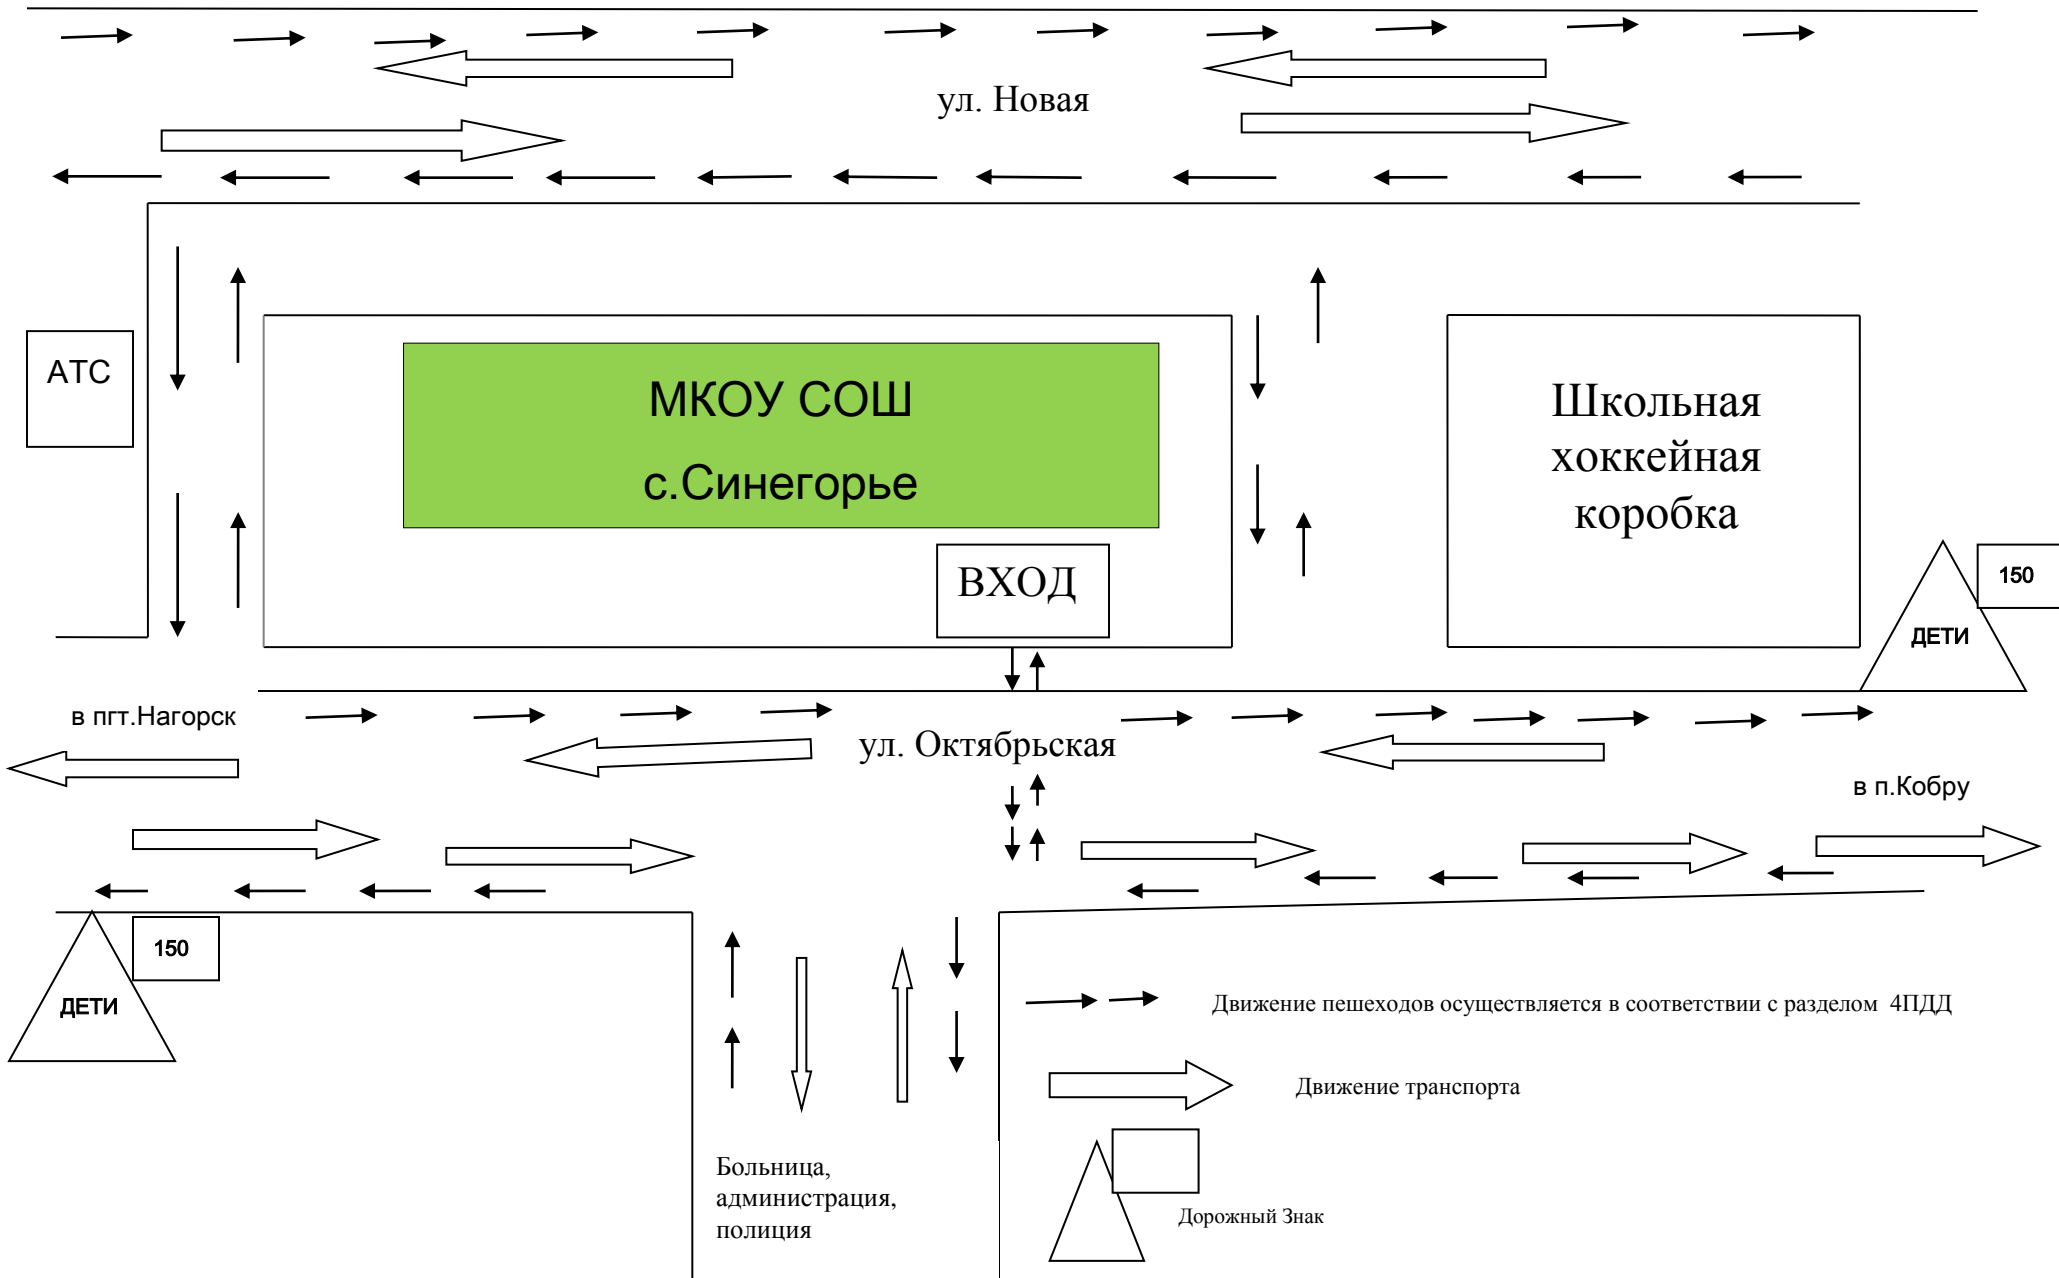 ул. Новая
АТС
МКОУ СОШ
с.Синегорье
Школьная
хоккейная
коробка
ВХОД
150
ДЕТИ
в пгт.Нагорск
ул. Октябрьская
в п.Кобру
150
ДЕТИ
Движение пешеходов осуществляется в соответствии с разделом 4ПДД
Движение транспорта
Больница,
администрация,
полиция
Дорожный Знак